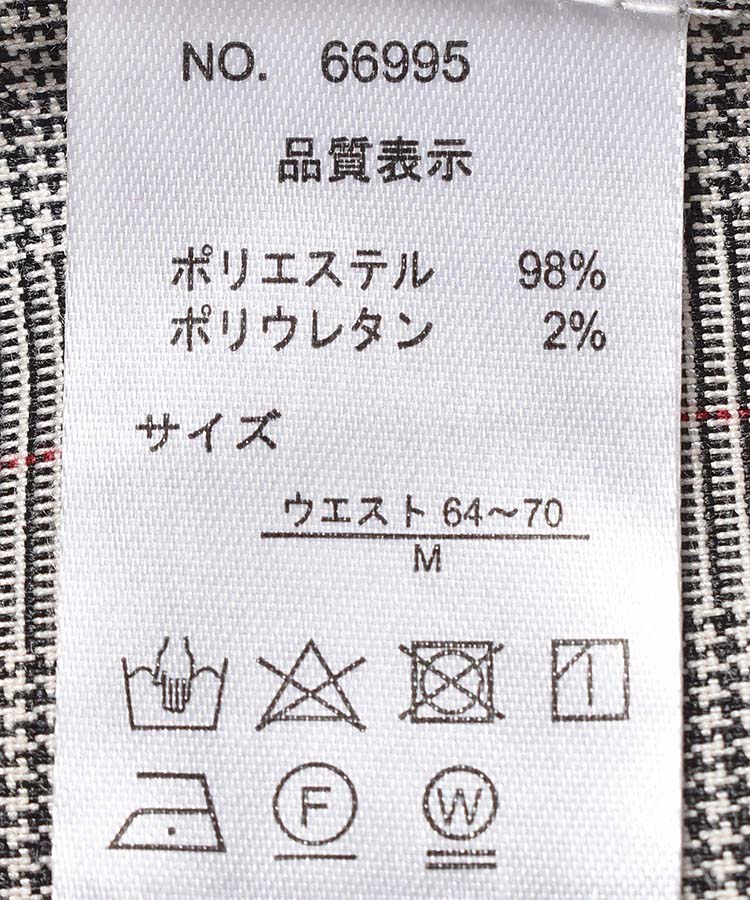 NO. 66995
品質表示
ポリエステル 98%
ポリウレタン 2%
サイズ
ウエスト 64～70
M
F
W